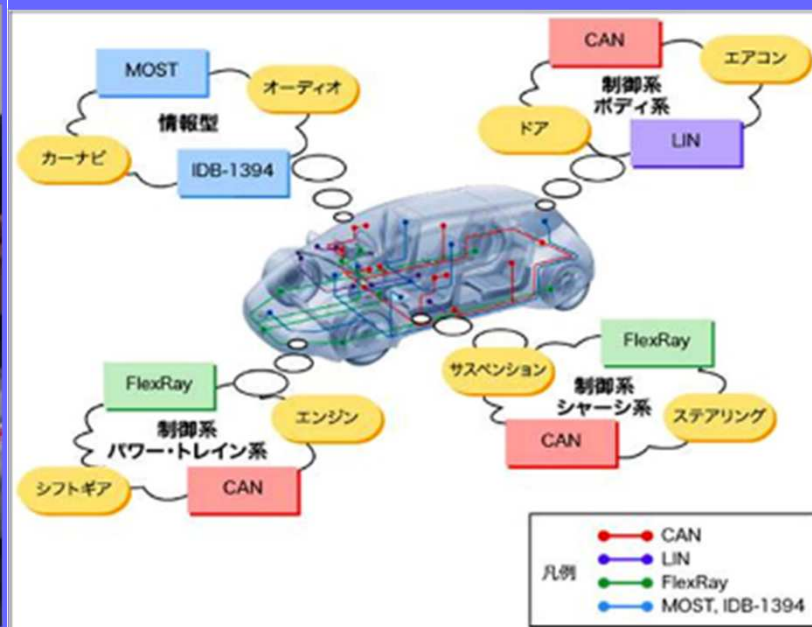 MOST
オーディオ
情報型
カーナビ
IDB-1394
CAN
エアコン
制御系
ボディ系
ドア
LIN
FlexRay
制御系
パワー・トレイン系
エンジン
シフトギア
CAN
FlexRay
サスペンション
制御系
シャーシ系
ステアリング
CAN
凡例
CAN
LIN
FlexRay
MOST, IDB-1394